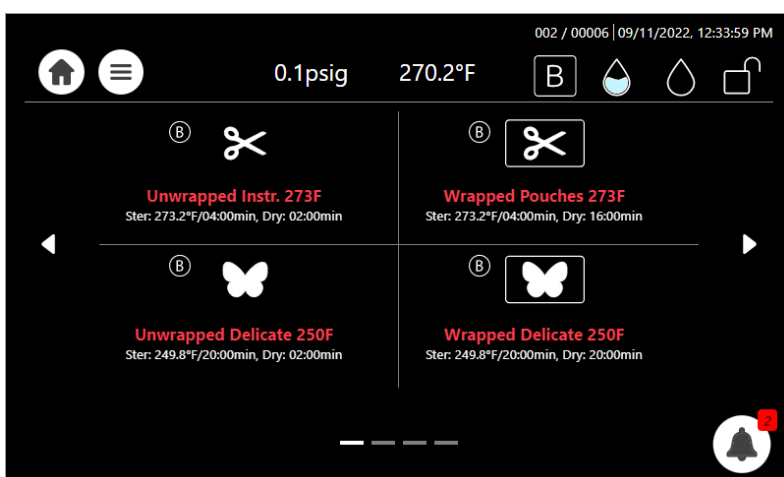 002 / 00006 | 09/11/2022, 12:33:59 PM
0.1psig 270.2°F B
B
Unwrapped Instr. 273F
Ster: 273.2°F/04:00min, Dry: 02:00min
B
Wrapped Pouches 273F
Ster: 273.2°F/04:00min, Dry: 16:00min
B
Unwrapped Delicate 250F
Ster: 249.8°F/20:00min, Dry: 02:00min
B
Wrapped Delicate 250F
Ster: 249.8°F/20:00min, Dry: 20:00min
2